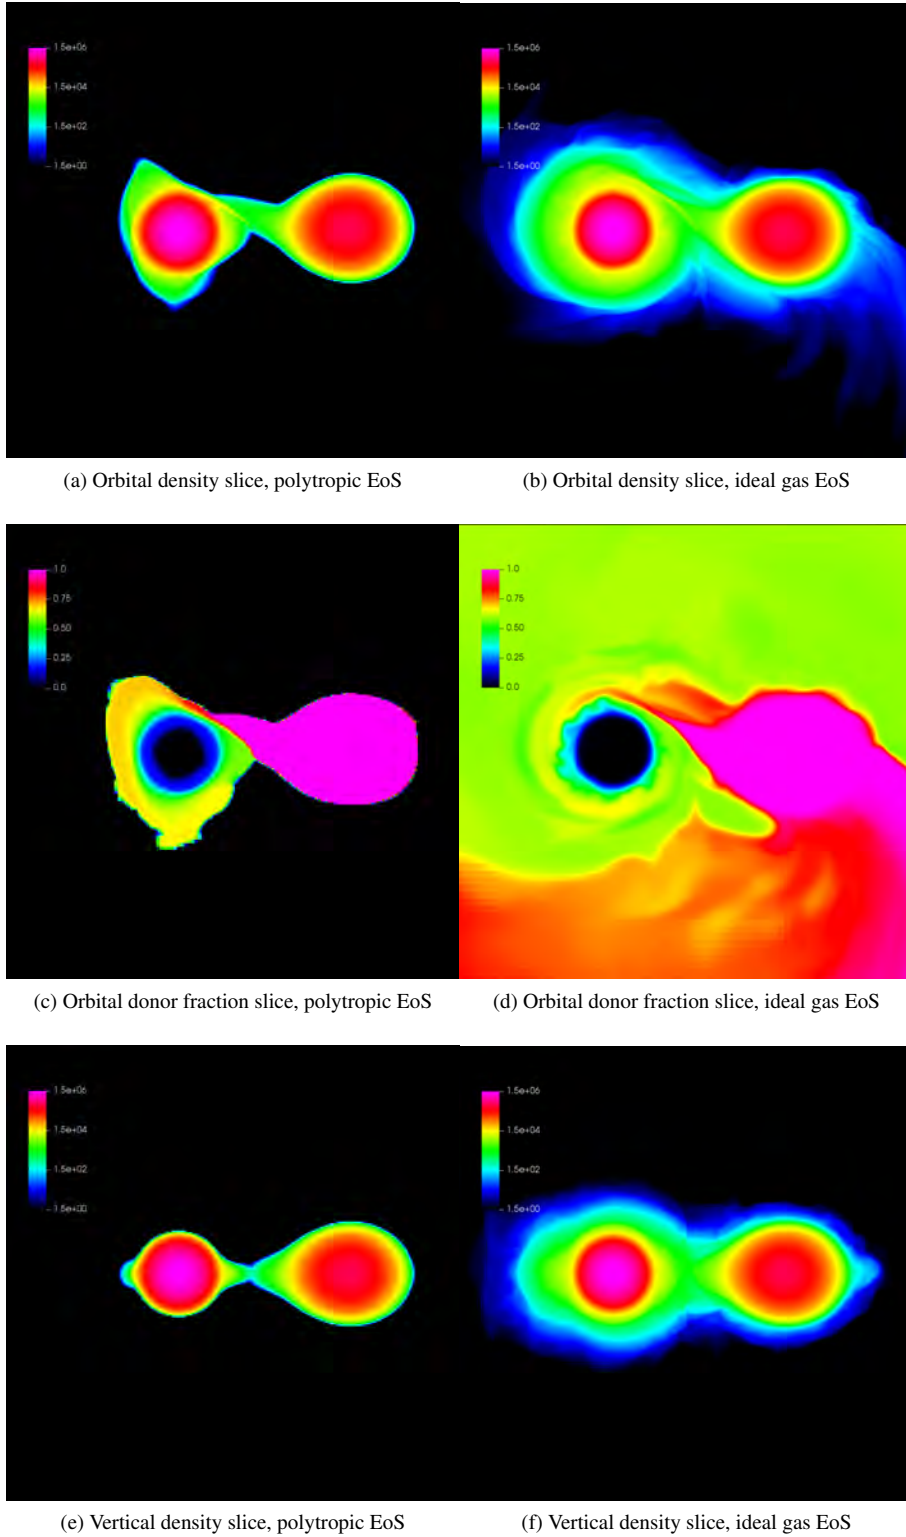 1.5e+06 1.5e+06
1.5e+04 1.5e+04
1.5e+02 1.5e+02
1.5e+00 1.5e+00
(a) Orbital density slice, polytropic EoS (b) Orbital density slice, ideal gas EoS
1.0 1.0
0.75 0.75
0.50 0.50
0.25 0.25
0.0 0.0
(c) Orbital donor fraction slice, polytropic EoS (d) Orbital donor fraction slice, ideal gas EoS
1.5e+06 1.5e+06
1.5e+04 1.5e+04
1.5e+02 1.5e+02
1.5e+00 1.5e+00
(e) Vertical density slice, polytropic EoS (f) Vertical density slice, ideal gas EoS